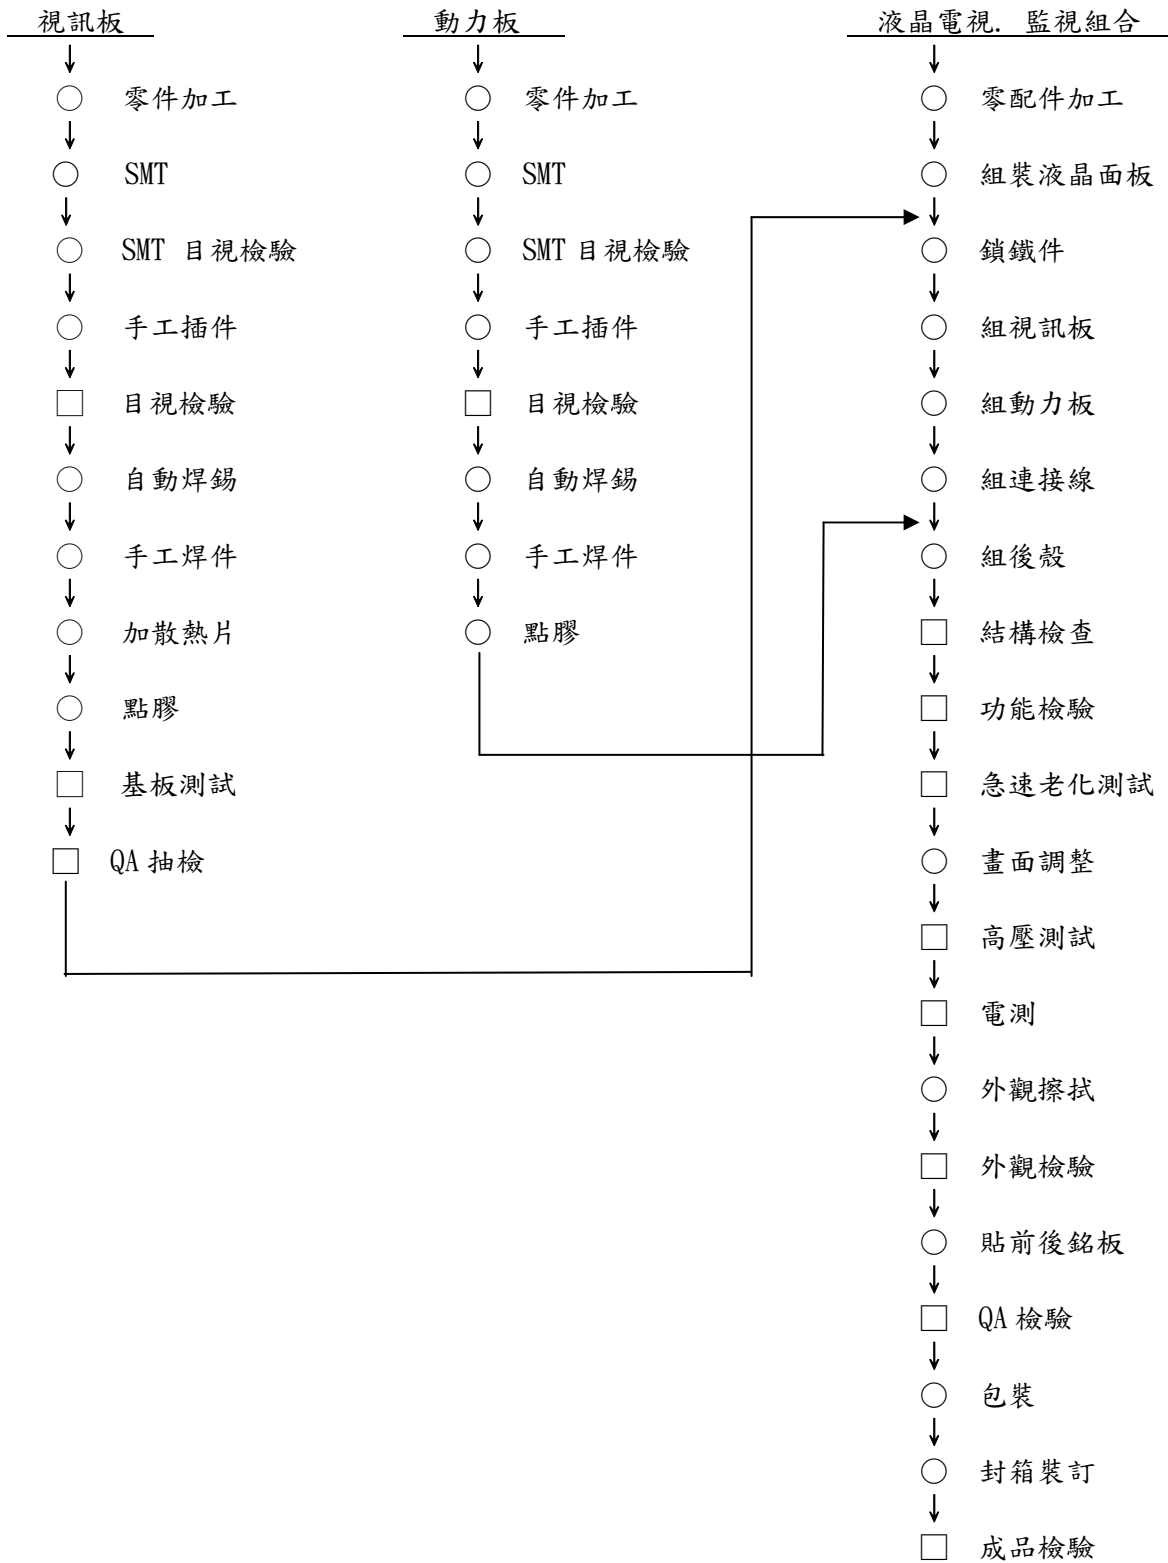 視訊板
零件加工
SMT
SMT 目視檢驗
手工插件
目視檢驗
自動焊錫
手工焊件
加散熱片
點膠
基板測試
QA 抽檢
動力板
零件加工
SMT
SMT 目視檢驗
手工插件
目視檢驗
自動焊錫
手工焊件
點膠
液晶電視. 監視組合
零配件加工
組裝液晶面板
鎖鐵件
組視訊板
組動力板
組連接線
組後殼
結構檢查
功能檢驗
急速老化測試
畫面調整
高壓測試
電測
外觀擦拭
外觀檢驗
貼前後銘板
QA 檢驗
包裝
封箱裝訂
成品檢驗